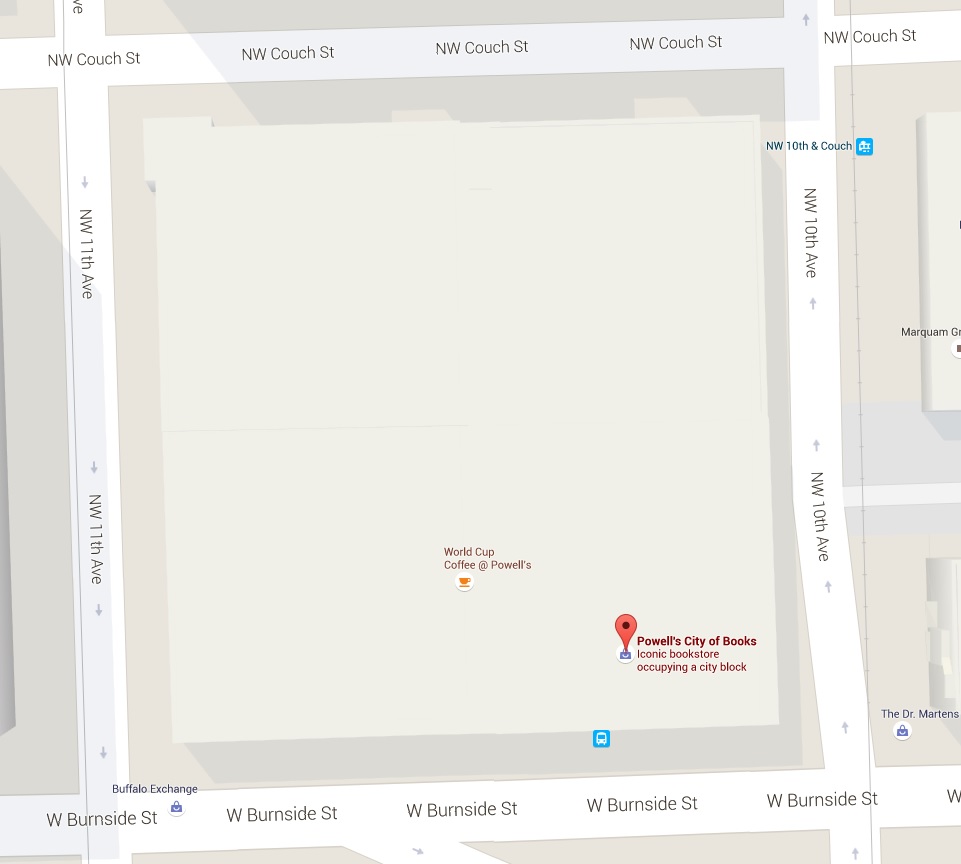 ve
NW Couch St
NW Couch St
NW Couch St
NW Couch St
NW Couch St
NW 10th & Couch
NW 11th Ave
NW 10th Ave
Marquam Gr
NW 11th Ave
NW 10th Ave
World Cup
Coffee @ Powell's
Powell's City of Books
Iconic bookstore
occupying a city block
The Dr. Martens
Buffalo Exchange
W Burnside St
W Burnside St
W Burnside St
W Burnside St
W Burnside St
W